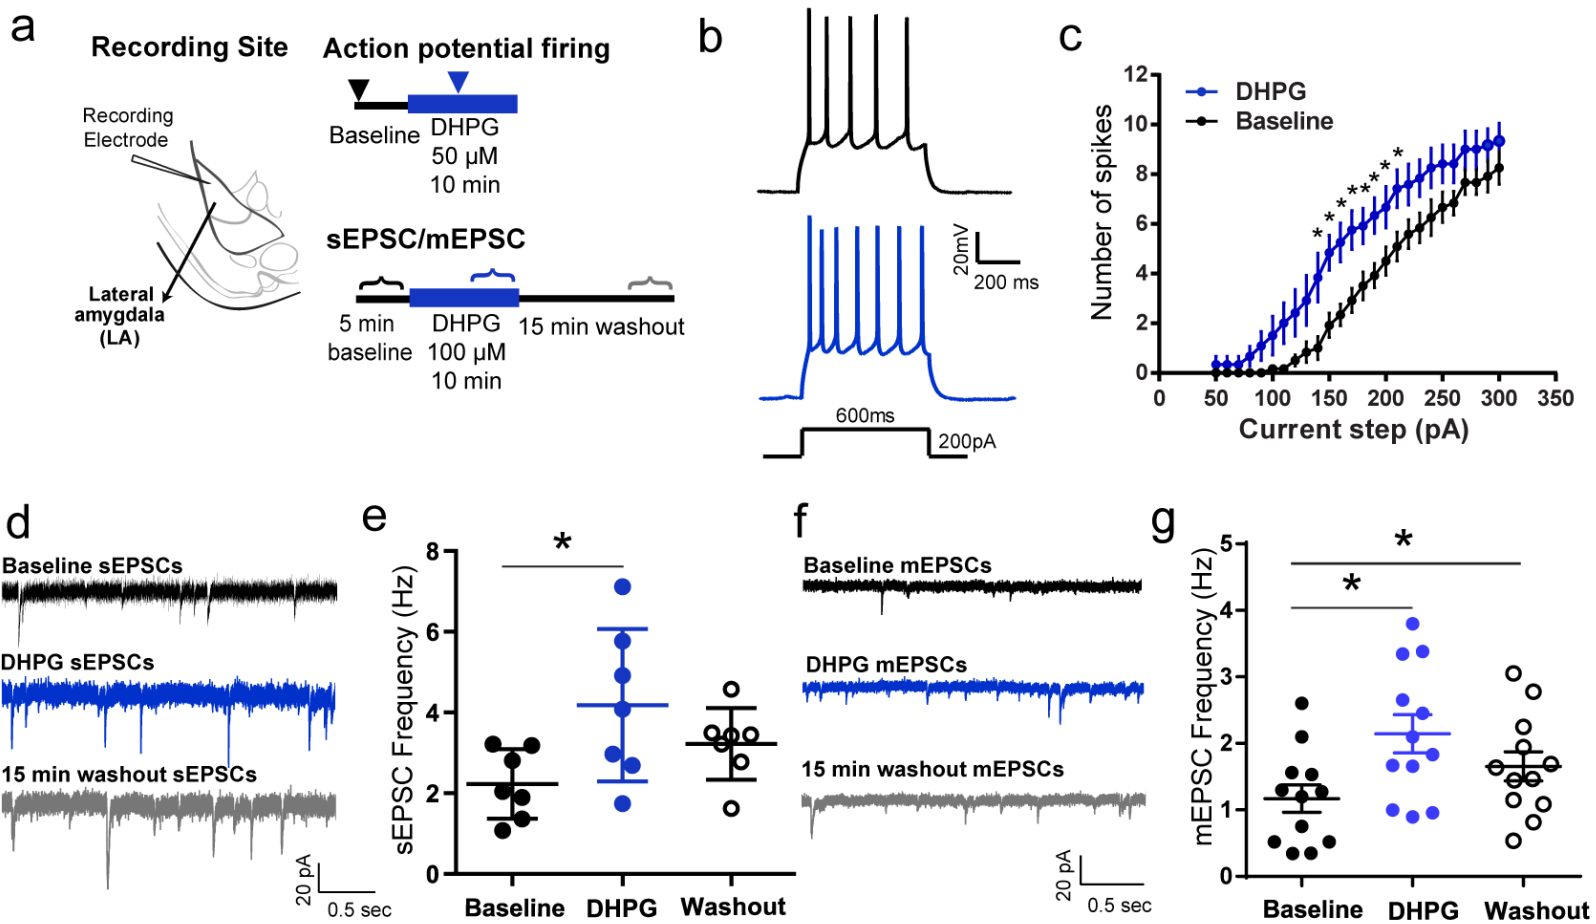 a
Recording Site
Recording
Electrode
Lateral
amygdala
(LA)
Action potential firing
Baseline
DHPG
50 µM
10 min
sEPSC/mEPSC
5 min
baseline
DHPG
100 µM
10 min
15 min washout
b
20mV
200 ms
600ms
200pA
c
Number of spikes
12
10
8
6
4
2
0
DHPG
Baseline
* * * * * * * *
0 50 100 150 200 250 300 350
Current step (pA)
d
Baseline sEPSCs
DHPG sEPSCs
15 min washout sEPSCs
20 pA
0.5 sec
e
sEPSC Frequency (Hz)
8
6
4
2
0
*
Baseline DHPG Washout
f
Baseline mEPSCs
DHPG mEPSCs
15 min washout mEPSCs
20 pA
0.5 sec
g
mEPSC Frequency (Hz)
5
4
3
2
1
0
*
*
Baseline DHPG Washout